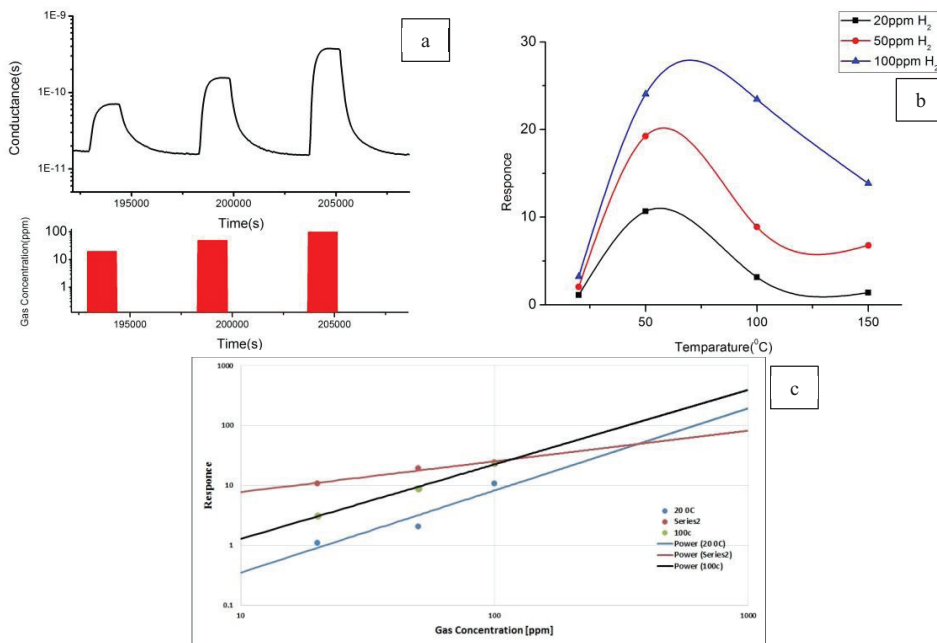 a
1E-9
1E-10
1E-11
Conductance(s)
195000 200000 205000
Time(s)
100
10
1
Gas Concentration(ppm)
195000 200000 205000
Time(s)
20ppm H2
50ppm H2
100ppm H2
b
30
20
10
0
Responce
50 100 150
Temparature(0C)
c
1000
100
10
1
0.1
Responce
20 0C
Series2
100c
Power (20 0C)
Power (Series2)
Power (100c)
10 100 1000
Gas Concentration [ppm]